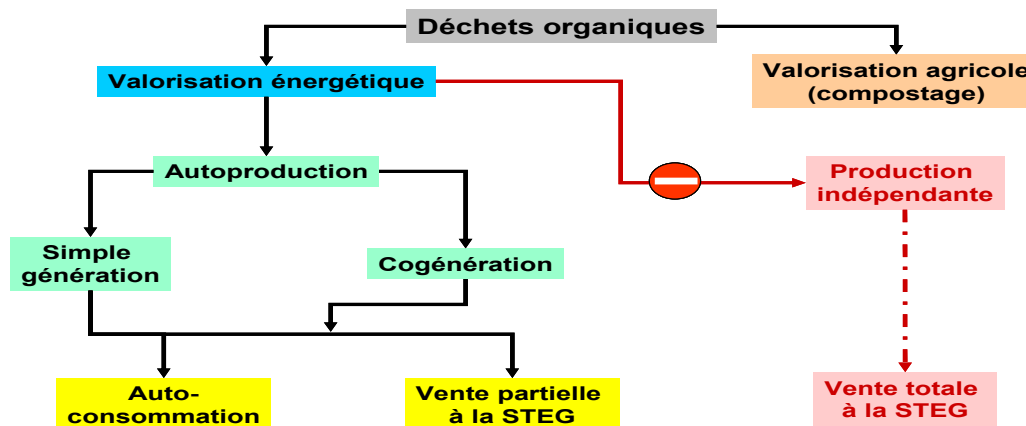 Déchets organiques
Valorisation énergétique
Valorisation agricole
(compostage)
Autoproduction
Production
indépendante
Simple
génération
Cogénération
Auto-
consommation
Vente partielle
à la STEG
Vente totale
à la STEG